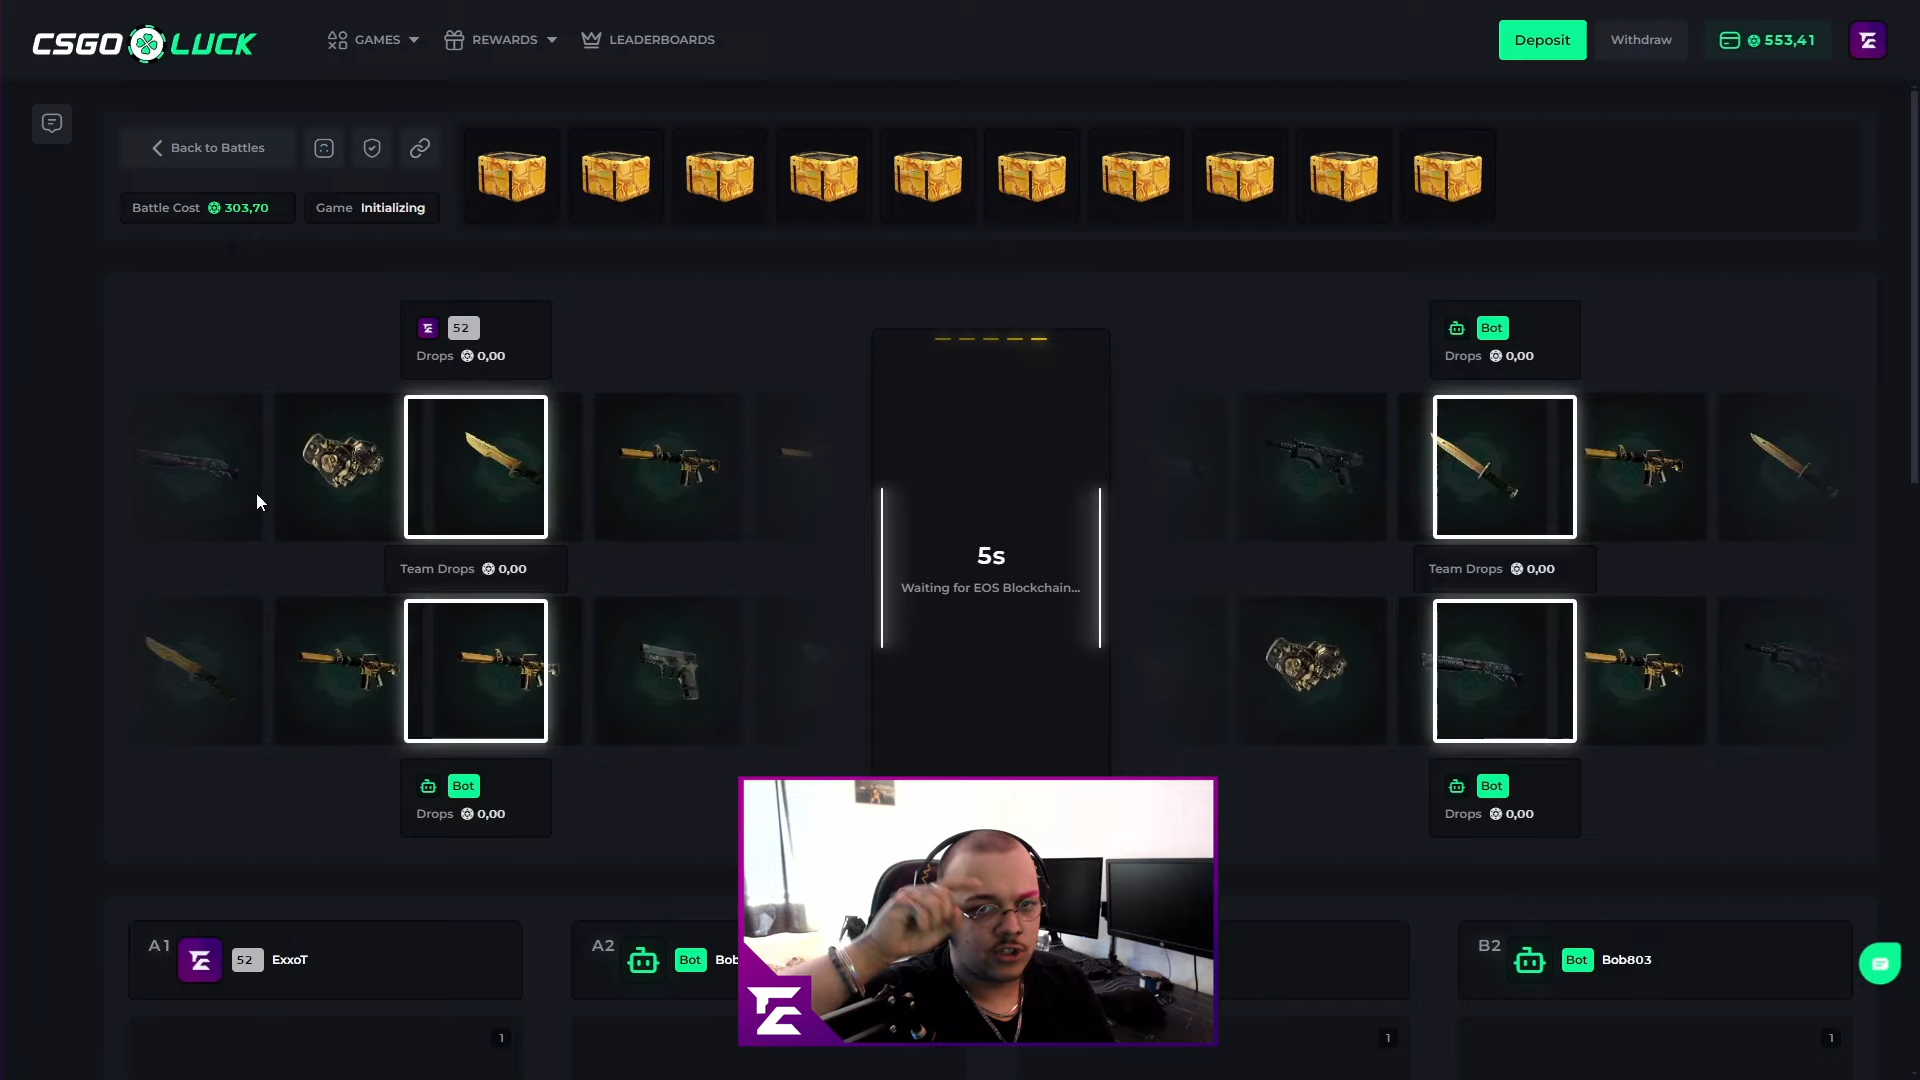 CSGO LUCK
GAMES
REWARDS
LEADERBOARDS
Deposit
Withdraw
553,41
Back to Battles
Battle Cost 303,70
Game Initializing
52
Drops 0,00
Bot
Drops 0,00
5s
Waiting for EOS Blockchain...
Team Drops 0,00
Team Drops 0,00
Bot
Drops 0,00
Bot
Drops 0,00
A1 52 ExxoT
A2 Bot Bob
B2 Bot Bob803
1
1
1